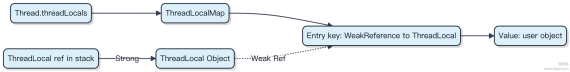 Thread.threadLocals
ThreadLocalMap
Entry key: WeakReference to ThreadLocal
Value: user object
ThreadLocal ref in stack
Strong
ThreadLocal Object
Weak Ref